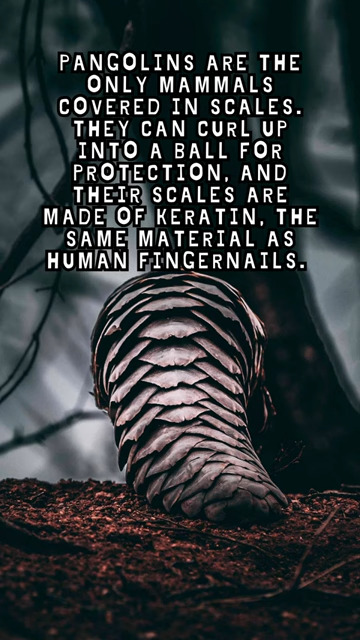 PANGOLINS ARE THE
ONLY MAMMALS
COVERED IN SCALES.
THEY CAN CURL UP
INTO A BALL FOR
PROTECTION, AND
THEIR SCALES ARE
MADE OF KERATIN, THE
SAME MATERIAL AS
HUMAN FINGERNAILS.